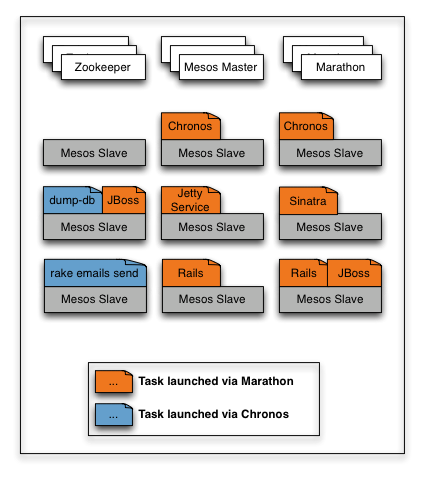 Zookeeper
Mesos Master
Marathon
Chronos
Chronos
Mesos Slave
Mesos Slave
Mesos Slave
dump-db
JBoss
Jetty
Service
Sinatra
Mesos Slave
Mesos Slave
Mesos Slave
rake emails send
Rails
Rails
JBoss
Mesos Slave
Mesos Slave
Mesos Slave
... Task launched via Marathon
... Task launched via Chronos